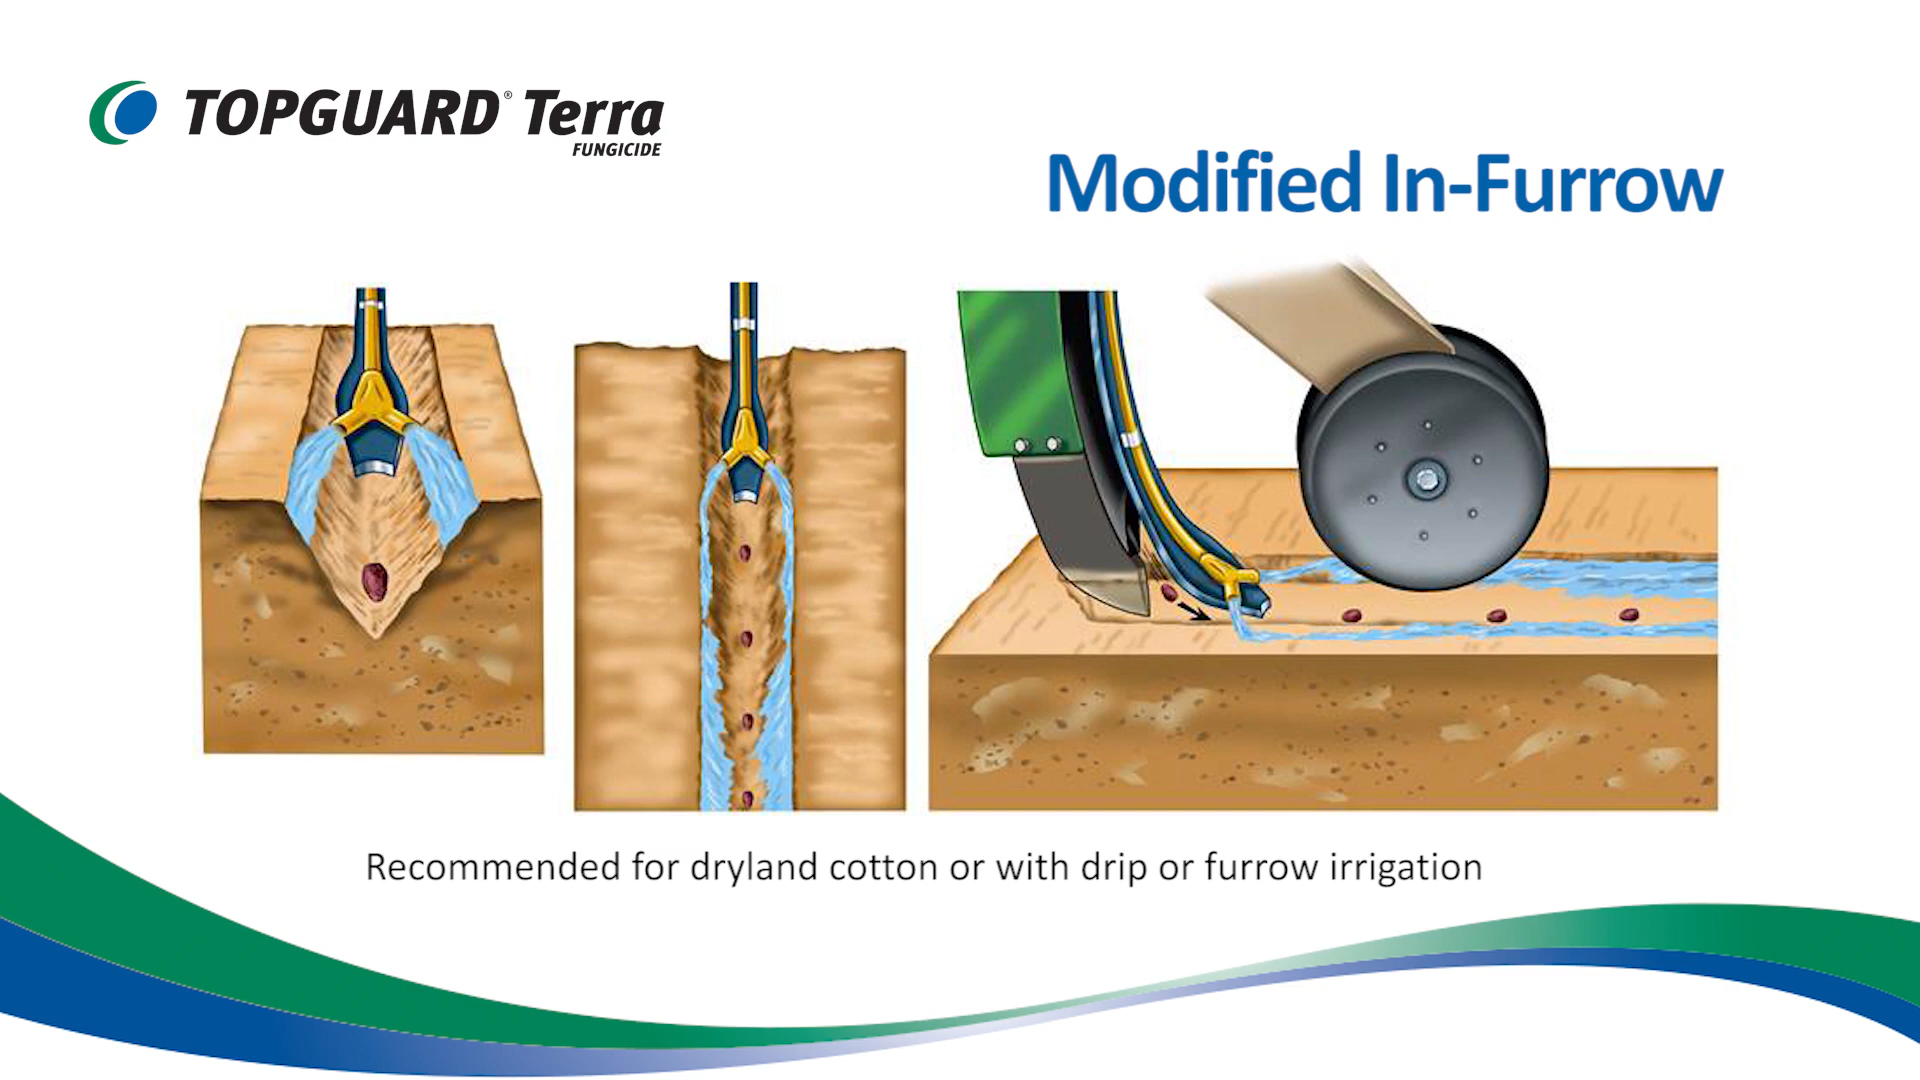 TOPGUARD® Terra
FUNGICIDE
Modified In-Furrow
Recommended for dryland cotton or with drip or furrow irrigation